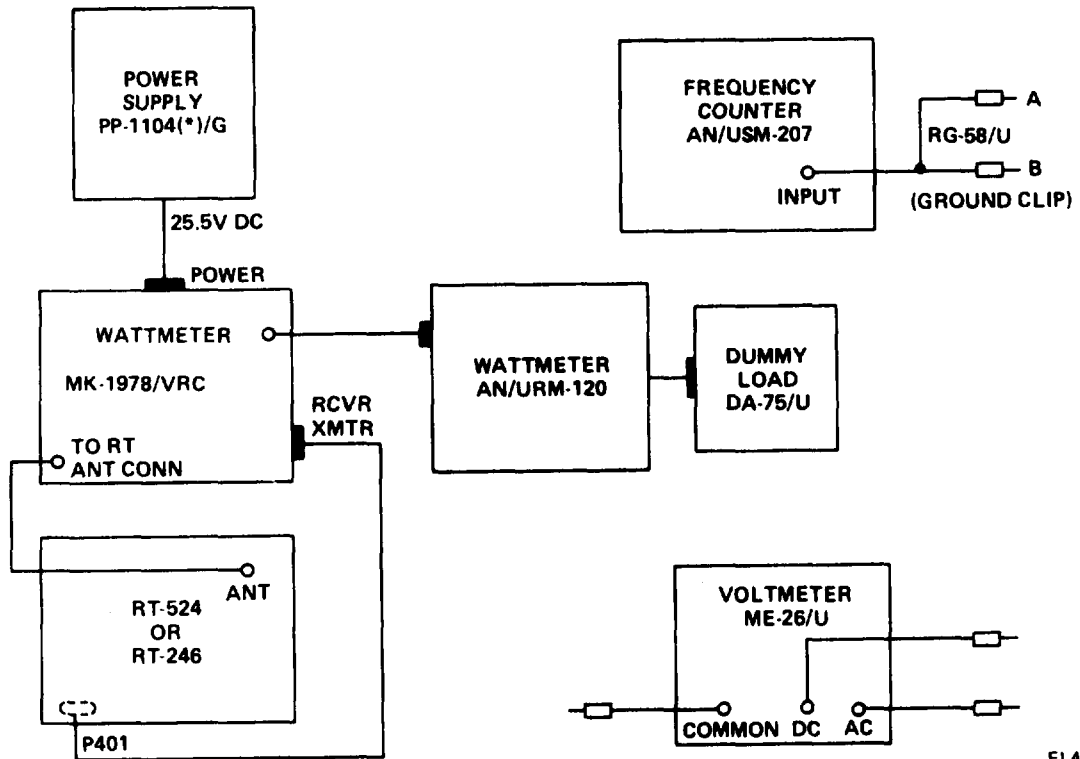 POWER
SUPPLY
PP-1104(*)/G
25.5V DC
POWER
WATTMETER
MK-1978/VRC
RCVR
XMTR
TO RT
ANT CONN
ANT
RT-524
OR
RT-246
P401
WATTMETER
AN/URM-120
DUMMY
LOAD
DA-75/U
FREQUENCY
COUNTER
AN/USM-207
INPUT
A
RG-58/U
B
(GROUND CLIP)
VOLTMETER
ME-26/U
COMMON DC AC